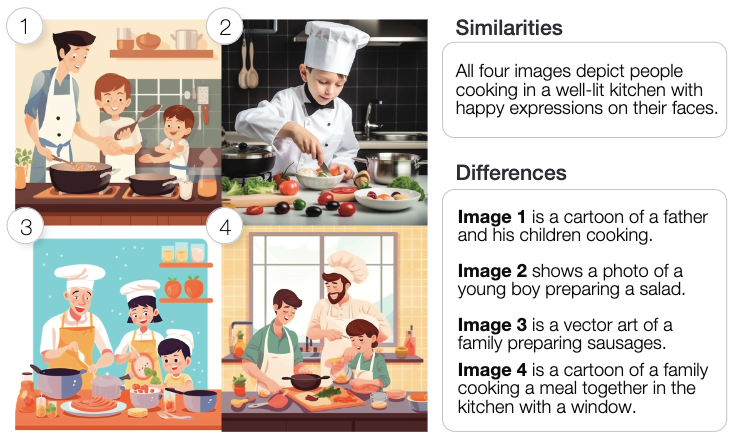 1
2
3
4
Similarities
All four images depict people
cooking in a well-lit kitchen with
happy expressions on their faces.
Differences
Image 1 is a cartoon of a father
and his children cooking.
Image 2 shows a photo of a
young boy preparing a salad.
Image 3 is a vector art of a
family preparing sausages.
Image 4 is a cartoon of a family
cooking a meal together in the
kitchen with a window.